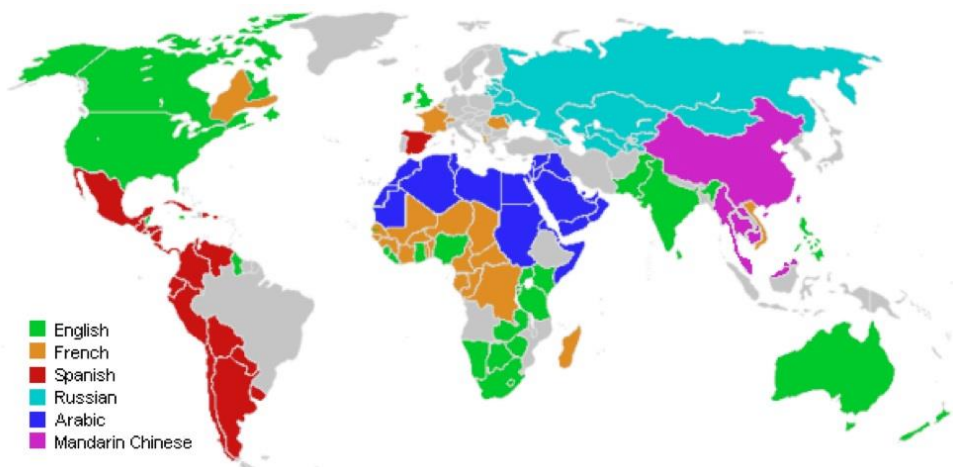 English
French
Spanish
Russian
Arabic
Mandarin Chinese